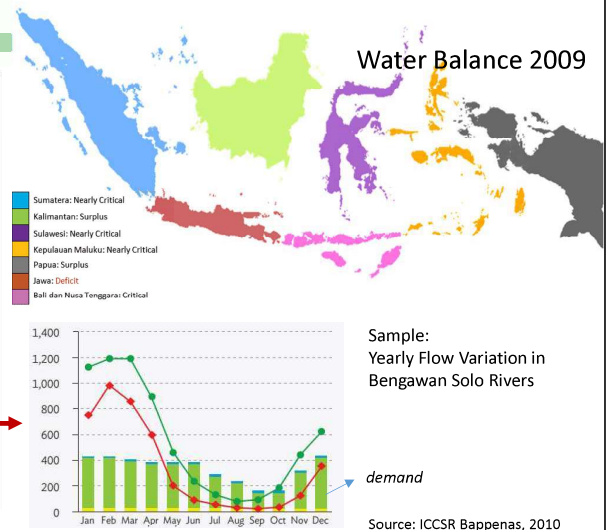 Water Balance 2009
Sumatera: Nearly Critical
Kalimantan: Surplus
Sulawesi: Nearly Critical
Kepulauan Maluku: Nearly Critical
Papua: Surplus
Jawa: Deficit
Bali dan Nusa Tenggara: Critical
1,400
1,200
1,000
800
600
400
200
0
Jan Feb Mar Apr May Jun Jul Aug Sep Oct Nov Dec
Sample:
Yearly Flow Variation in
Bengawan Solo Rivers
demand
Source: ICCSR Bappenas, 2010